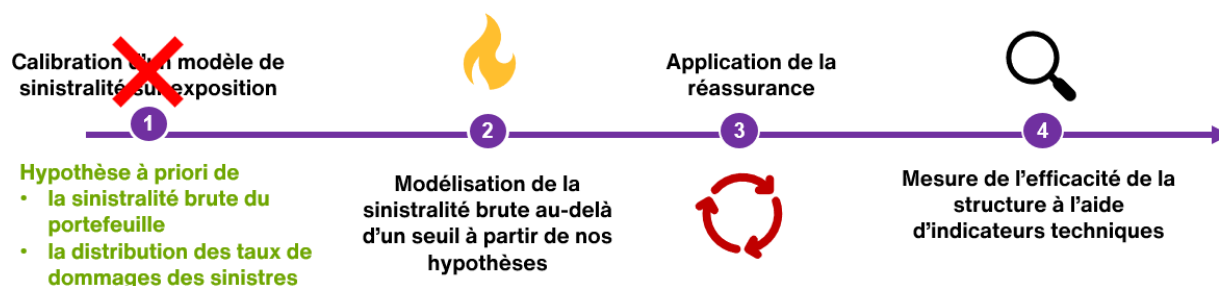 Calibration d'un modèle de
sinistralité sur exposition
1
Hypothèse à priori de
• la sinistralité brute du
portefeuille
• la distribution des taux de
dommages des sinistres
2
Modélisation de la
sinistralité brute au-delà
d'un seuil à partir de nos
hypothèses
Application de la
réassurance
3
4
Mesure de l'efficacité de la
structure à l'aide
d'indicateurs techniques